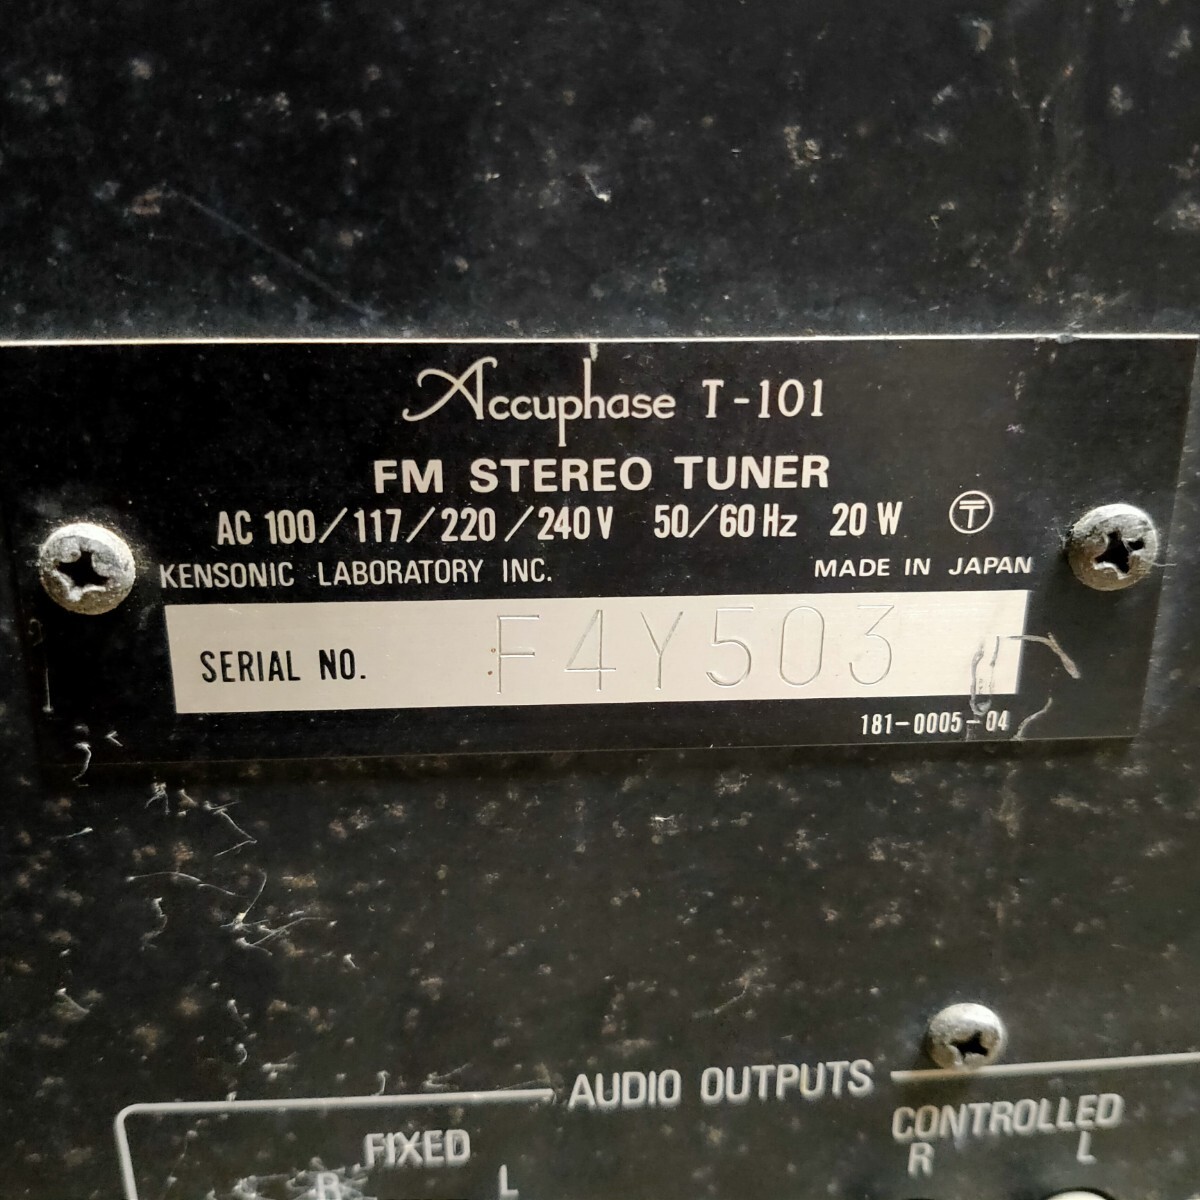 Accuphase T-101
FM STEREO TUNER
AC 100/117/220/240V 50/60Hz 20W
KENSONIC LABORATORY INC. MADE IN JAPAN
SERIAL NO. F4Y503
181-0005-04
AUDIO OUTPUTS
FIXED CONTROLLED
R L R L